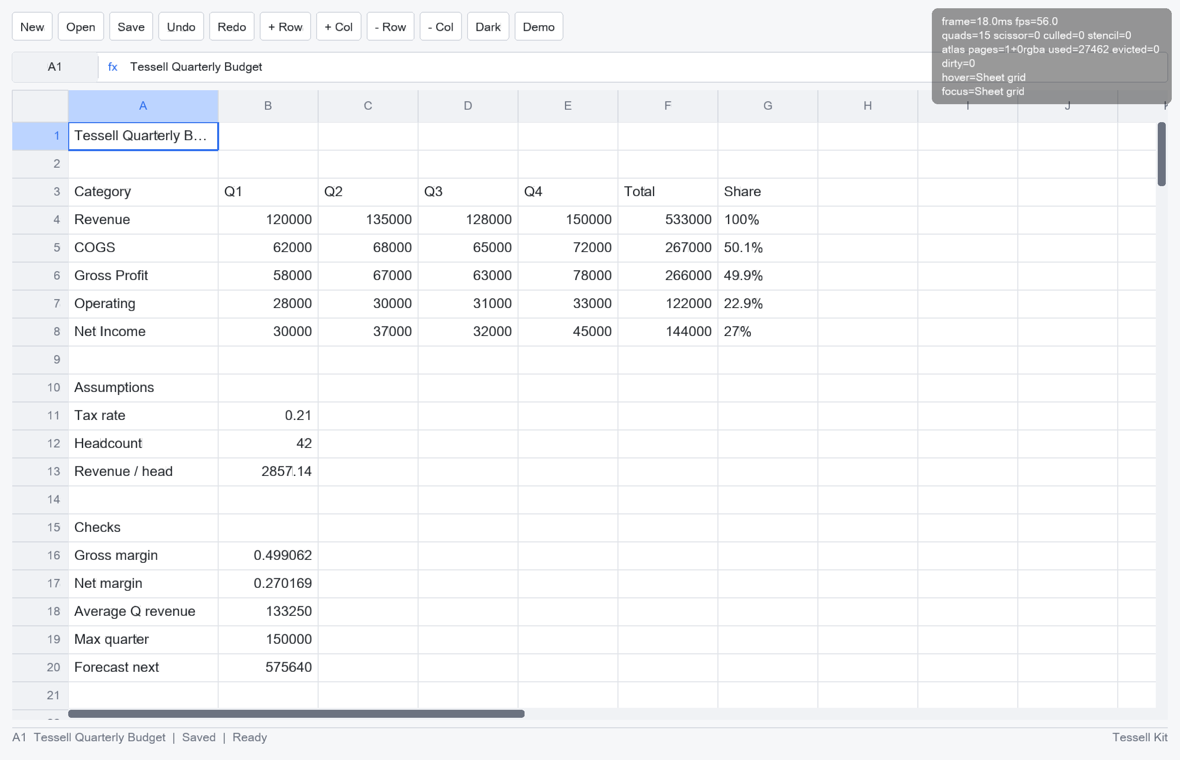 New Open Save Undo Redo + Row + Col - Row - Col Dark Demo
frame=18.0ms fps=56.0
quads=15 scissor=0 culled=0 stencil=0
atlas pages=1+0rgba used=27462 evicted=0
dirty=0
hover=Sheet grid
focus=Sheet grid
A1 fx Tessell Quarterly Budget
A B C D E F G H I J
1 Tessell Quarterly B...
2
3 Category Q1 Q2 Q3 Q4 Total Share
4 Revenue 120000 135000 128000 150000 533000 100%
5 COGS 62000 68000 65000 72000 267000 50.1%
6 Gross Profit 58000 67000 63000 78000 266000 49.9%
7 Operating 28000 30000 31000 33000 122000 22.9%
8 Net Income 30000 37000 32000 45000 144000 27%
9
10 Assumptions
11 Tax rate 0.21
12 Headcount 42
13 Revenue / head 2857.14
14
15 Checks
16 Gross margin 0.499062
17 Net margin 0.270169
18 Average Q revenue 133250
19 Max quarter 150000
20 Forecast next 575640
21
A1 Tessell Quarterly Budget | Saved | Ready
Tessell Kit